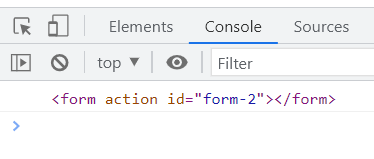 Elements Console Sources
top Filter
<form action id="form-2"></form>